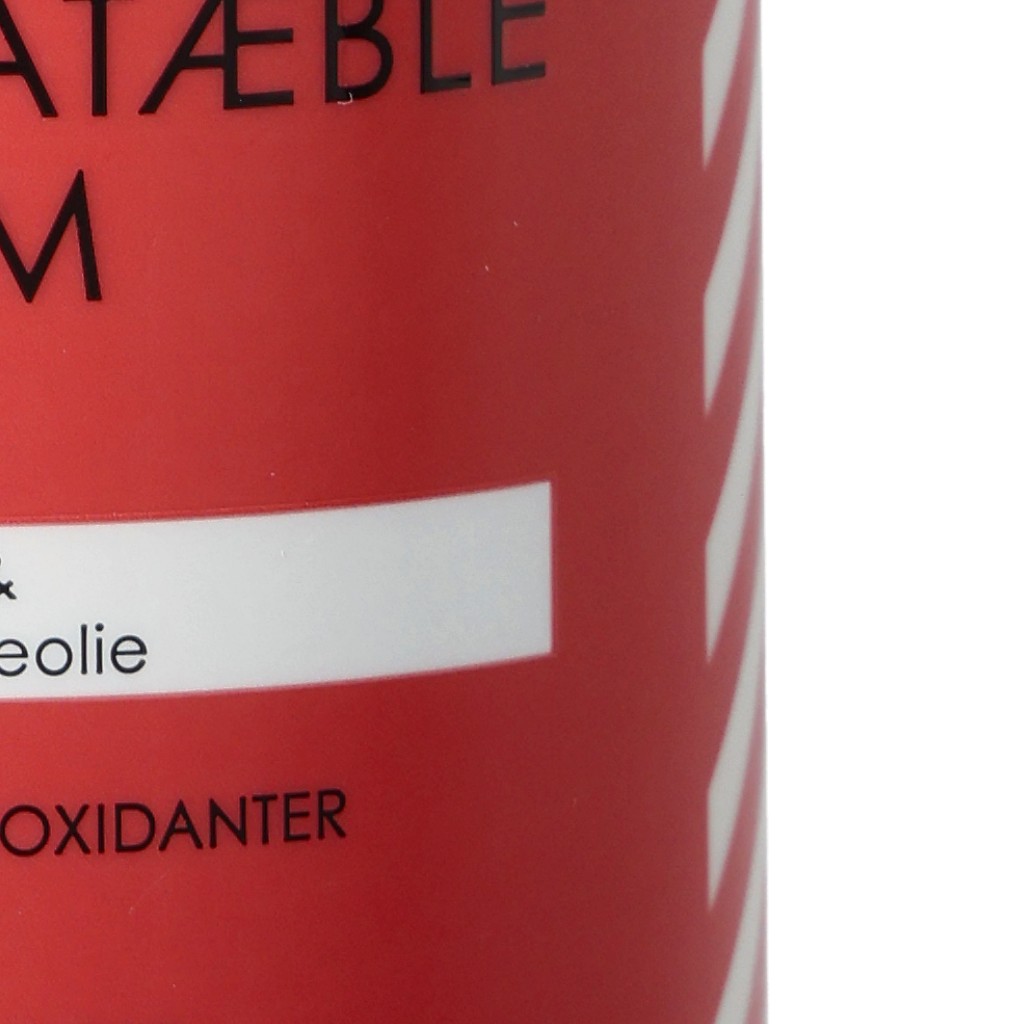 ATÆBLE
M
&
eolie
OXIDANTER